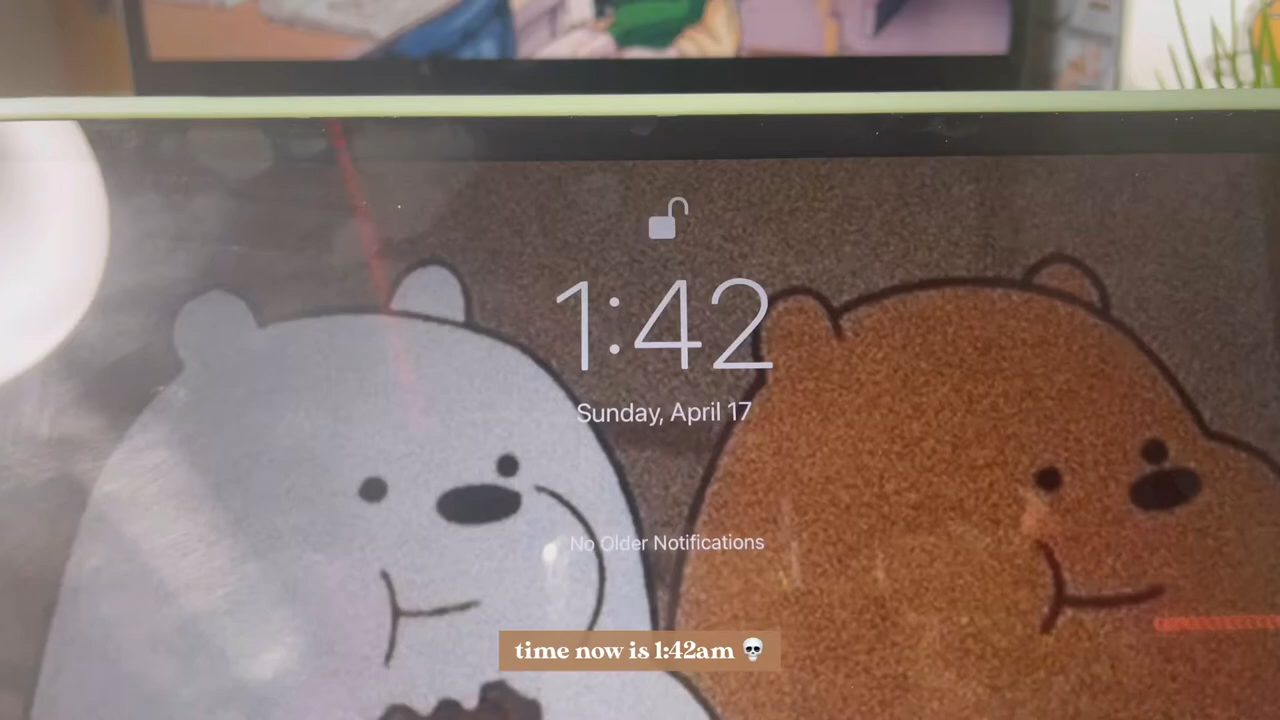 1:42
Sunday, April 17
No Older Notifications
time now is 1:42am 💀